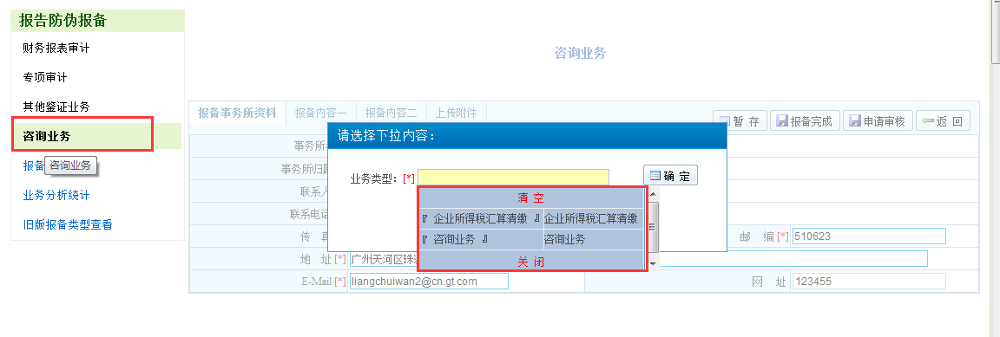 报告防伪报备
财务报表审计
专项审计
其他鉴证业务
咨询业务
报备
咨询业务
业务分析统计
旧版报备类型查看
咨询业务
报备事务所资料 报备内容一 报备内容二 上传附件
暂 存 报备完成 申请审核 返 回
请选择下拉内容：
事务所
事务所归属
业务类型：[*] 确 定
联系人
清 空
联系电话
『 企业所得税汇算清缴 』 企业所得税汇算清缴
『 咨询业务 』 咨询业务
传 真 邮 编 [*] 510623
地 址 [*] 广州天河区珠
关 闭
E-Mail [*] liangchuiwan2@cn.gt.com 网 址 123455